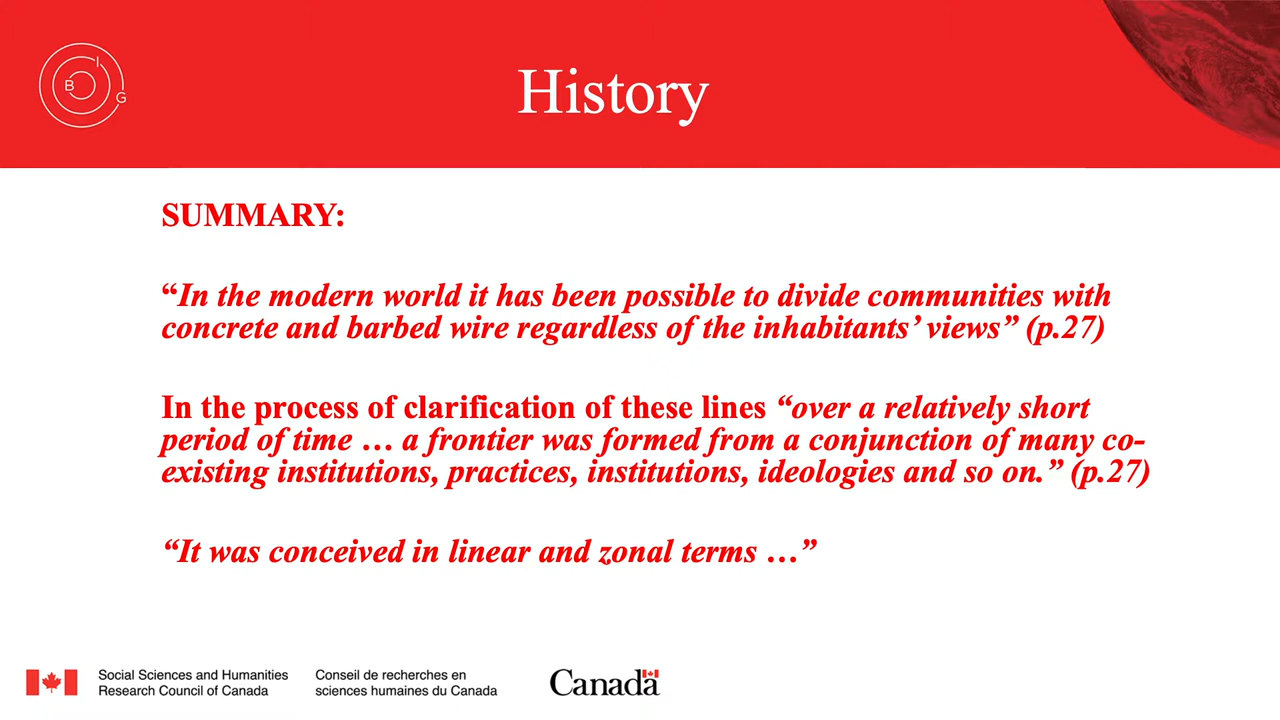 B I G
History
SUMMARY:
“In the modern world it has been possible to divide communities with
concrete and barbed wire regardless of the inhabitants’ views” (p.27)
In the process of clarification of these lines “over a relatively short
period of time … a frontier was formed from a conjunction of many co-
existing institutions, practices, institutions, ideologies and so on.” (p.27)
“It was conceived in linear and zonal terms …”
Social Sciences and Humanities
Research Council of Canada
Conseil de recherches en
sciences humaines du Canada
Canada